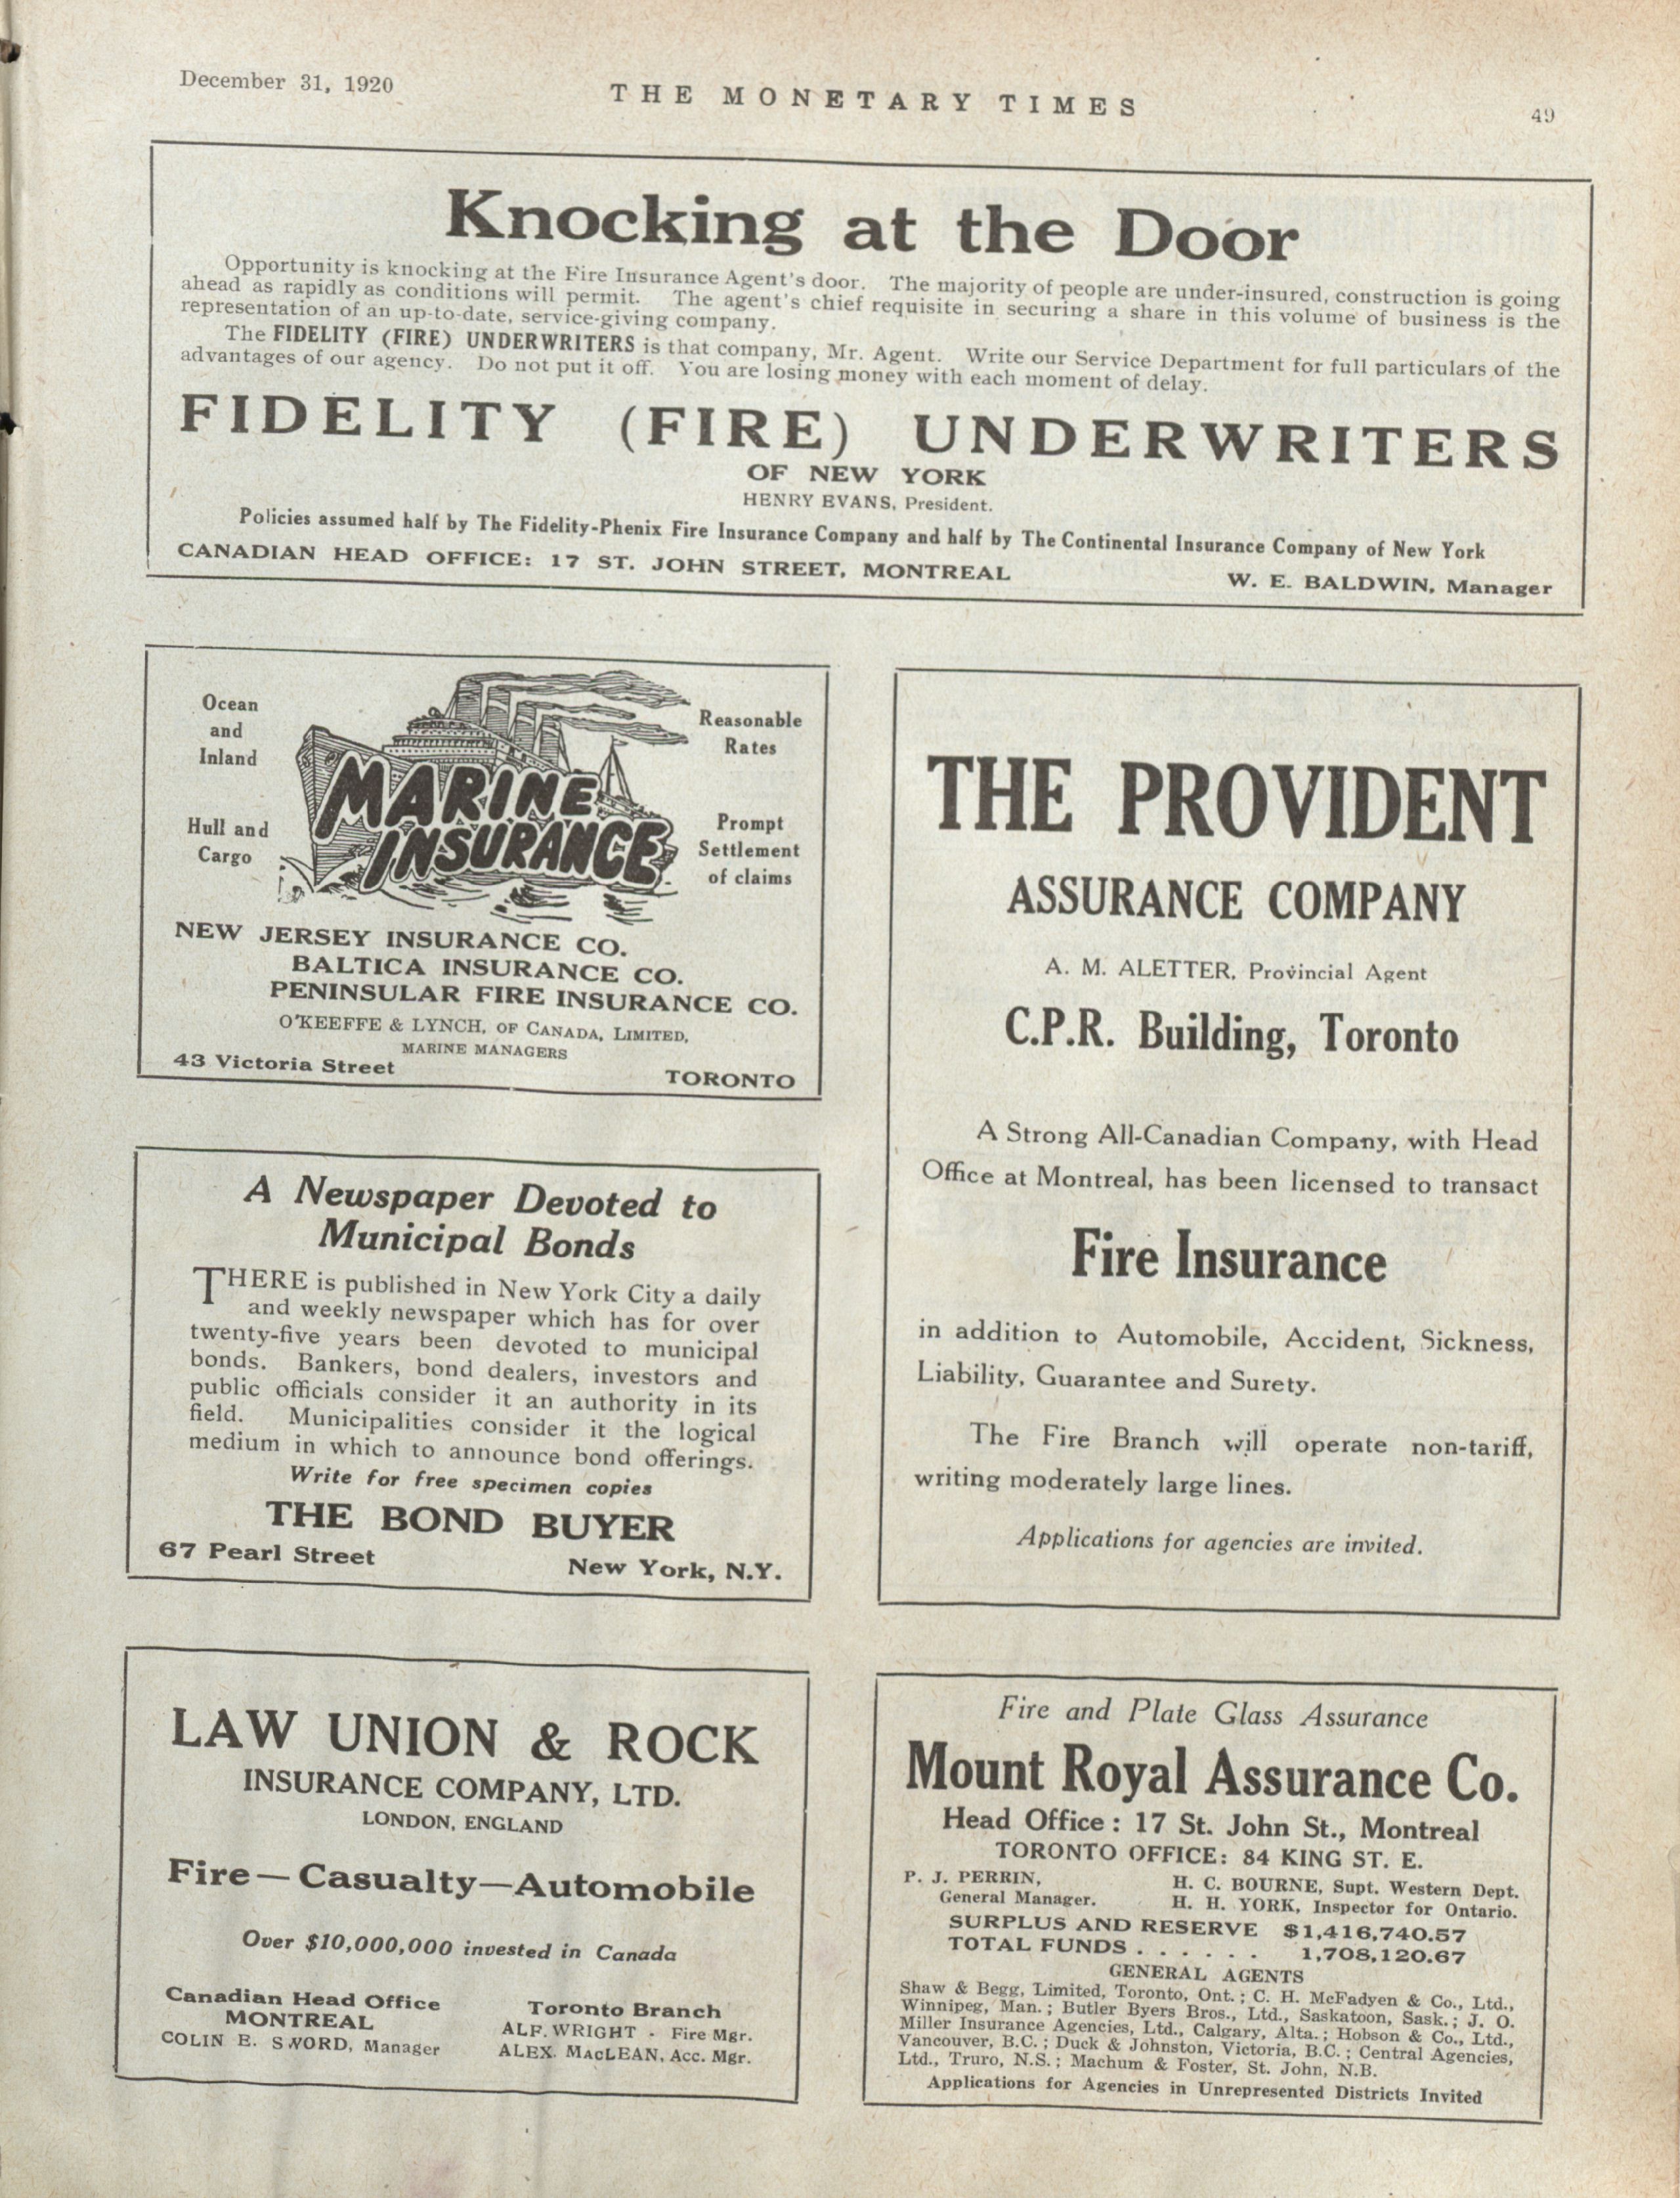 December 31, 1920
THE MONETARY TIMES
49
Knocking at the Door
Opportunity is knocking at the Fire Insurance Agent's door. The majority of people are under-insured, construction is going
ahead as rapidly as conditions will permit. The agent's chief requisite in securing a share in this volume of business is the
representation of an up-to-date, service-giving company.
The FIDELITY (FIRE) UNDERWRITERS is that company, Mr. Agent. Write our Service Department for full particulars of the
advantages of our agency. Do not put it off. You are losing money with each moment of delay.
FIDELITY (FIRE) UNDERWRITERS
OF NEW YORK
HENRY EVANS, President.
Policies assumed half by The Fidelity-Phenix Fire Insurance Company and half by The Continental Insurance Company of New York
CANADIAN HEAD OFFICE: 17 ST. JOHN STREET, MONTREAL
W. E. BALDWIN, Manager
Ocean
and
Inland
Hull and
Cargo
MARINE
INSURANCE
Reasonable
Rates
Prompt
Settlement
of claims
NEW JERSEY INSURANCE CO.
BALTICA INSURANCE CO.
PENINSULAR FIRE INSURANCE CO.
O'KEEFFE & LYNCH, OF CANADA, LIMITED,
MARINE MANAGERS
43 Victoria Street
TORONTO
A Newspaper Devoted to
Municipal Bonds
THERE is published in New York City a daily
and weekly newspaper which has for over
twenty-five years been devoted to municipal
bonds. Bankers, bond dealers, investors and
public officials consider it an authority in its
field. Municipalities consider it the logical
medium in which to announce bond offerings.
Write for free specimen copies
THE BOND BUYER
67 Pearl Street
New York, N.Y.
THE PROVIDENT
ASSURANCE COMPANY
A. M. ALETTER, Provincial Agent
C.P.R. Building, Toronto
A Strong All-Canadian Company, with Head
Office at Montreal, has been licensed to transact
Fire Insurance
in addition to Automobile, Accident, Sickness,
Liability, Guarantee and Surety.
The Fire Branch will operate non-tariff,
writing moderately large lines.
Applications for agencies are invited.
LAW UNION & ROCK
INSURANCE COMPANY, LTD.
LONDON, ENGLAND
Fire—Casualty—Automobile
Over $10,000,000 invested in Canada
Canadian Head Office
MONTREAL
COLIN E. SWORD, Manager
Toronto Branch
ALF. WRIGHT - Fire Mgr.
ALEX. MACLEAN, Acc. Mgr.
Fire and Plate Glass Assurance
Mount Royal Assurance Co.
Head Office: 17 St. John St., Montreal
TORONTO OFFICE: 84 KING ST. E.
P. J. PERRIN,
General Manager.
H. C. BOURNE, Supt. Western Dept.
H. H. YORK, Inspector for Ontario.
SURPLUS AND RESERVE $1,416,740.57
TOTAL FUNDS . . . . . . 1,708,120.67
GENERAL AGENTS
Shaw & Begg, Limited, Toronto, Ont.; C. H. McFadyen & Co., Ltd.,
Winnipeg, Man.; Butler Byers Bros., Ltd., Saskatoon, Sask.; J. O.
Miller Insurance Agencies, Ltd., Calgary, Alta.; Hobson & Co., Ltd.,
Vancouver, B.C.; Duck & Johnston, Victoria, B.C.; Central Agencies,
Ltd., Truro, N.S.; Machum & Foster, St. John, N.B.
Applications for Agencies in Unrepresented Districts Invited